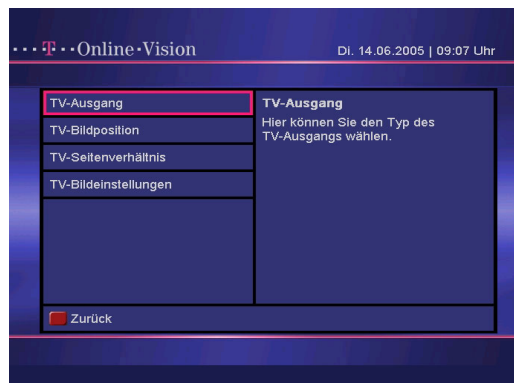 ····T··Online·Vision
Di. 14.06.2005 | 09:07 Uhr
TV-Ausgang
TV-Bildposition
TV-Seitenverhältnis
TV-Bildeinstellungen
TV-Ausgang
Hier können Sie den Typ des
TV-Ausgangs wählen.
Zurück